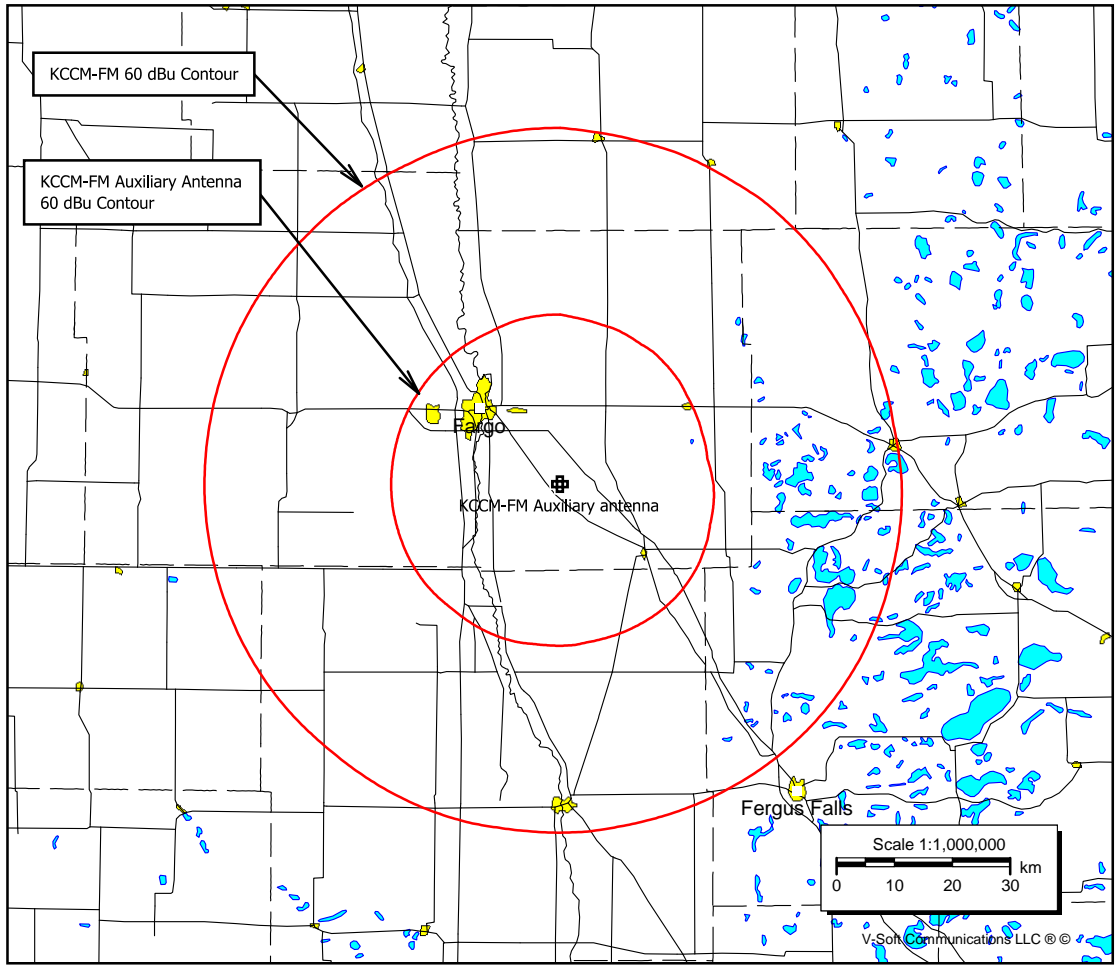 KCCM-FM 60 dBu Contour
KCCM-FM Auxiliary Antenna
60 dBu Contour
Fargo
KCCM-FM Auxiliary antenna
Fergus Falls
Scale 1:1,000,000
km
0 10 20 30
V-Soft Communications LLC ® ©